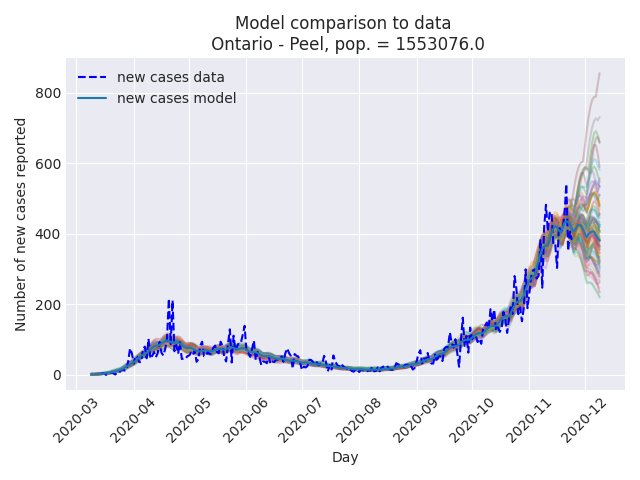 Model comparison to data
Ontario - Peel, pop. = 1553076.0
new cases data
new cases model
Number of new cases reported
800
600
400
200
0
2020-03
2020-04
2020-05
2020-06
2020-07
2020-08
2020-09
2020-10
2020-11
2020-12
Day